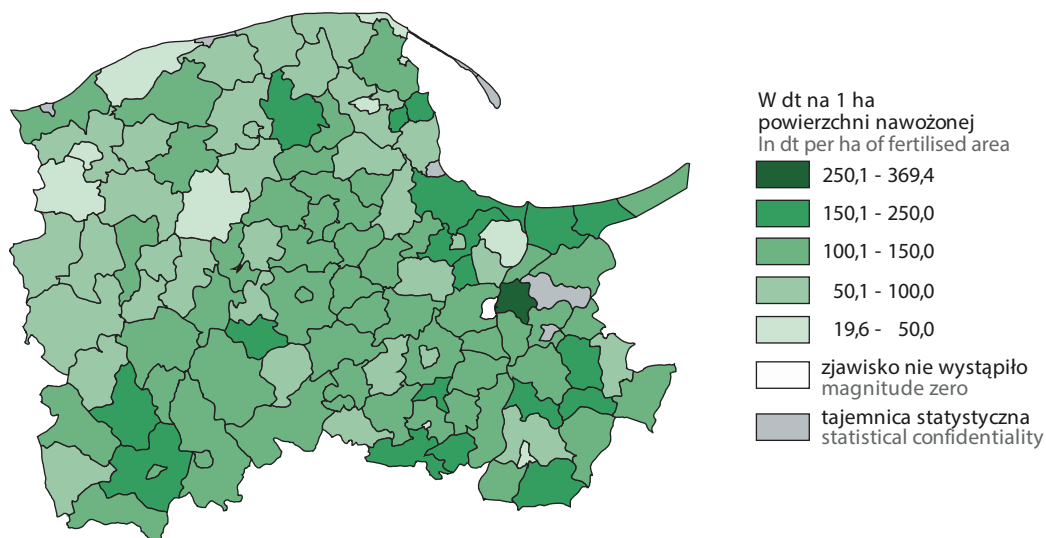 W dt na 1 ha
powierzchni nawożonej
In dt per ha of fertilised area
250,1 - 369,4
150,1 - 250,0
100,1 - 150,0
50,1 - 100,0
19,6 - 50,0
zjawisko nie wystąpiło
magnitude zero
tajemnica statystyczna
statistical confidentiality